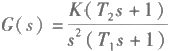 G(s) = K(T₂s+1) / s²(T₁s+1)